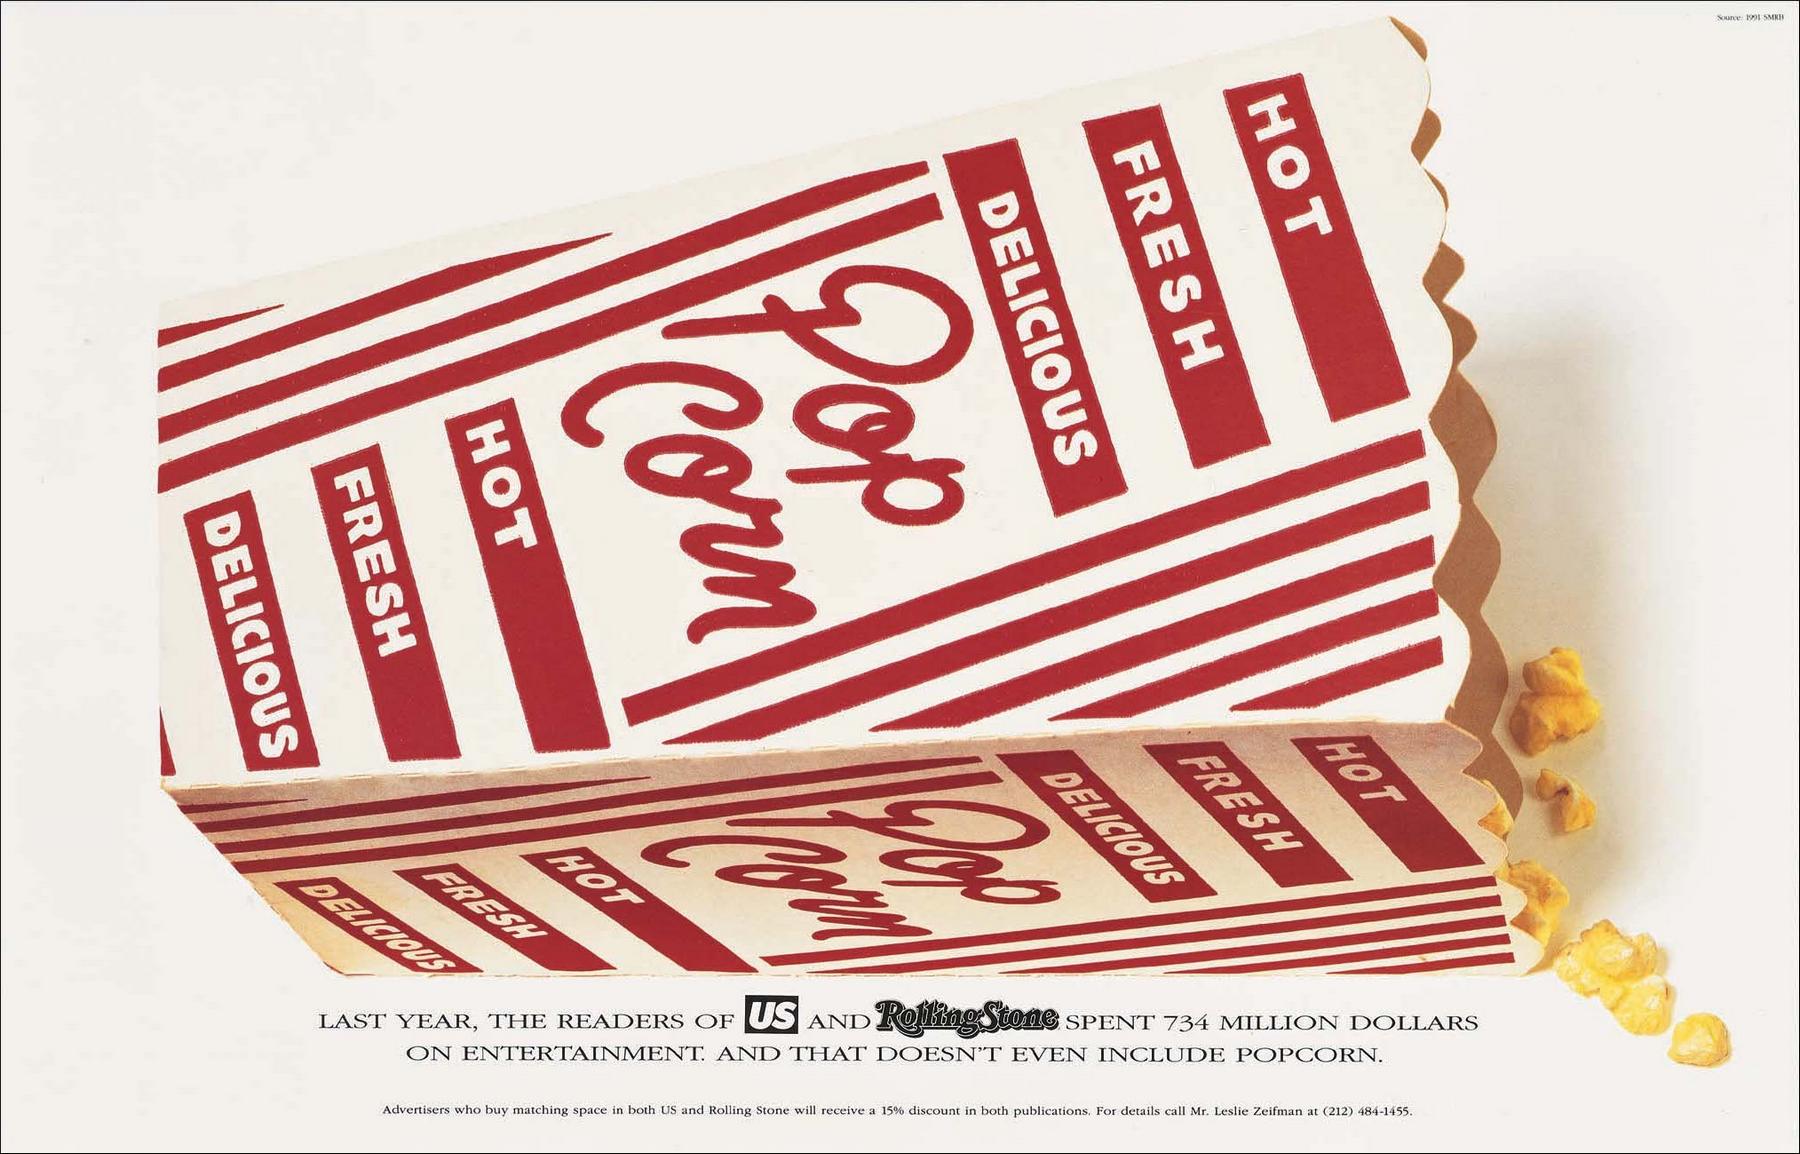 Source: 1991 SMRB
HOT
FRESH
DELICIOUS
Pop
Corn
HOT
FRESH
DELICIOUS
HOT
FRESH
DELICIOUS
Pop
Corn
HOT
FRESH
DELICIOUS
LAST YEAR, THE READERS OF US AND RollingStone SPENT 734 MILLION DOLLARS
ON ENTERTAINMENT. AND THAT DOESN'T EVEN INCLUDE POPCORN.
Advertisers who buy matching space in both US and Rolling Stone will receive a 15% discount in both publications. For details call Mr. Leslie Zeifman at (212) 484-1455.